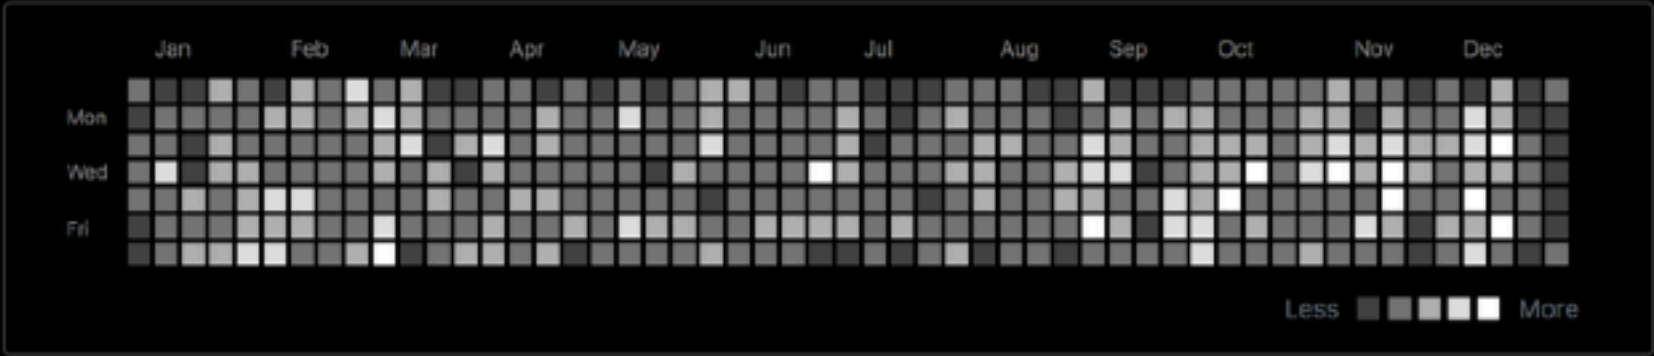 Jan Feb Mar Apr May Jun Jul Aug Sep Oct Nov Dec
Mon
Wed
Fri
Less More